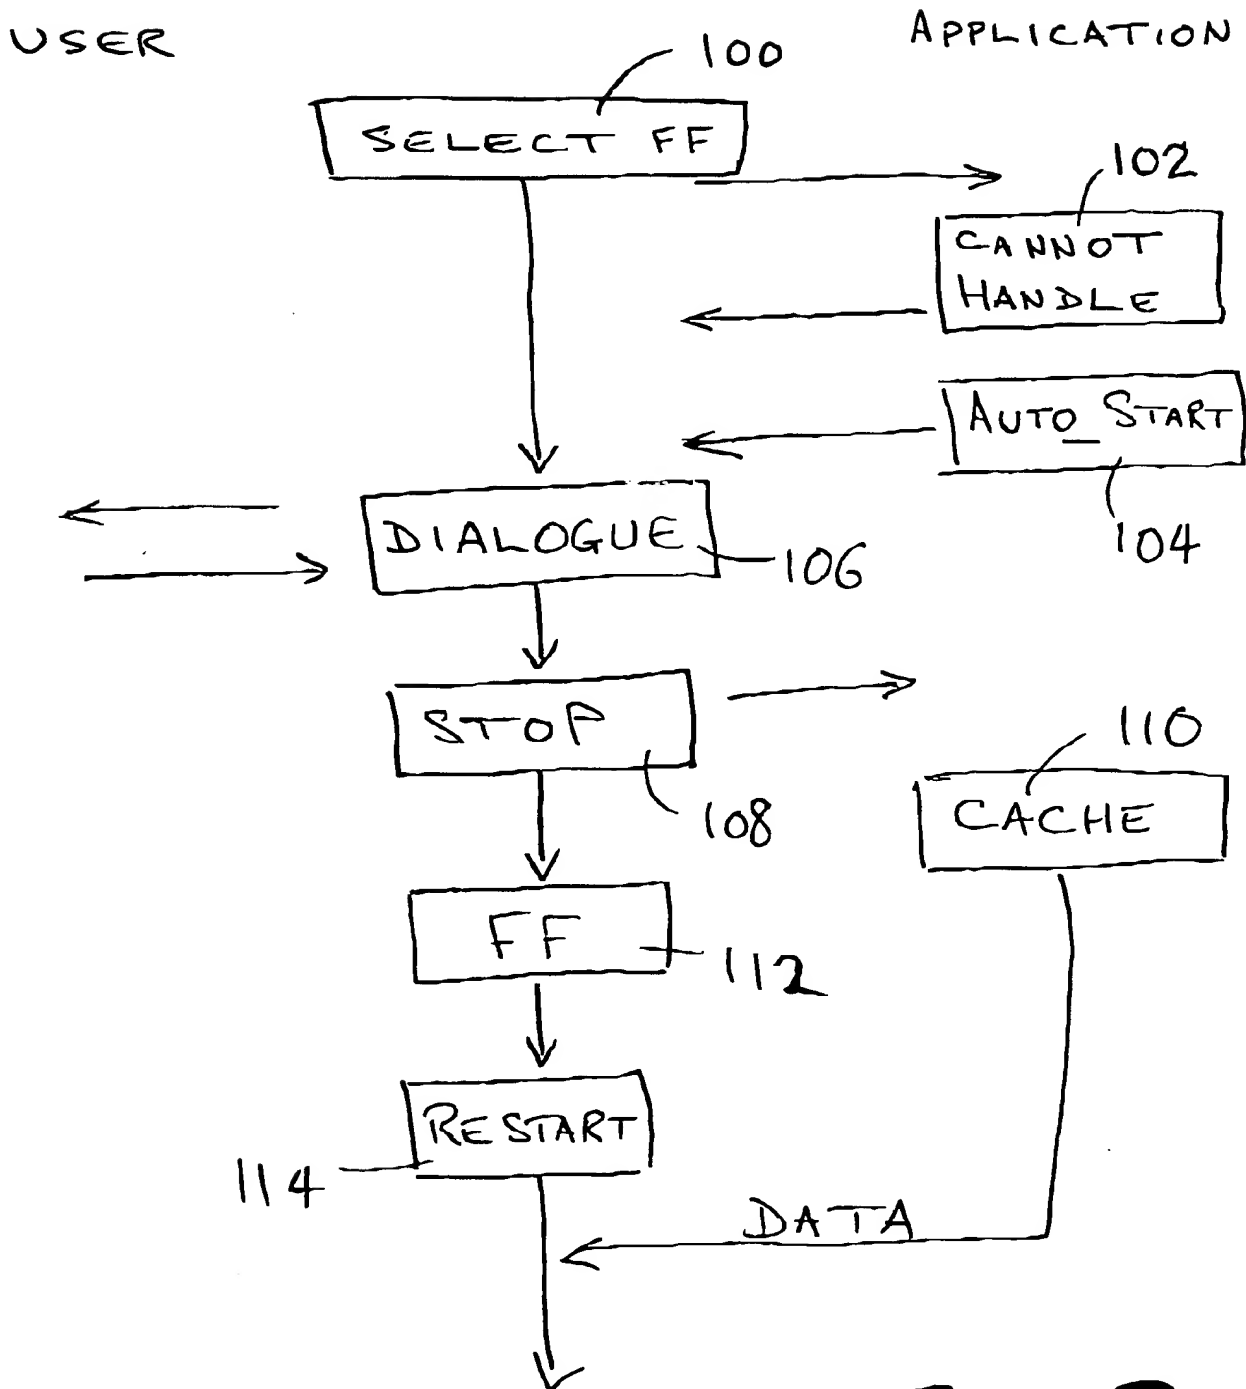 USER
APPLICATION
100
SELECT FF
102
CANNOT
HANDLE
AUTO_START
104
DIALOGUE
106
STOP
108
110
CACHE
FF
112
RESTART
114
DATA